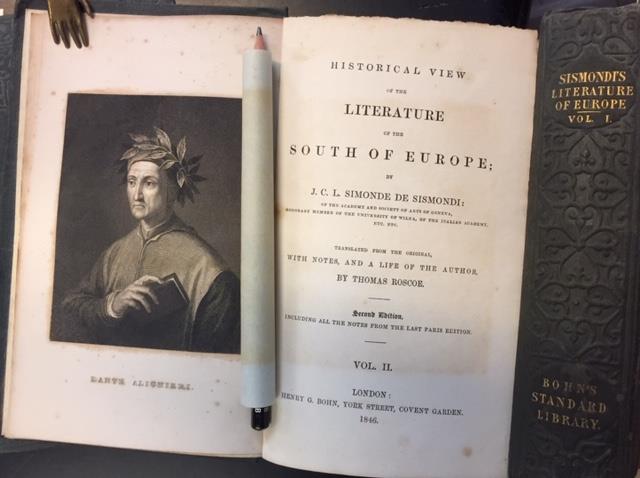 DANTE ALIGHIERI.
HISTORICAL VIEW
OF THE
LITERATURE
OF THE
SOUTH OF EUROPE;
BY
J. C. L. SIMONDE DE SISMONDI:
OF THE ACADEMY AND SOCIETY OF ARTS OF GENEVA,
HONORARY MEMBER OF THE UNIVERSITY OF WILNA, OF THE ITALIAN ACADEMY,
ETC. ETC.
TRANSLATED FROM THE ORIGINAL,
WITH NOTES, AND A LIFE OF THE AUTHOR,
BY THOMAS ROSCOE.
Second Edition,
INCLUDING ALL THE NOTES FROM THE LAST PARIS EDITION.
VOL. II.
LONDON:
HENRY G. BOHN, YORK STREET, COVENT GARDEN.
1846.
B
SISMONDI'S
LITERATURE
OF EUROPE
VOL. I.
BOHN'S
STANDARD
LIBRARY.